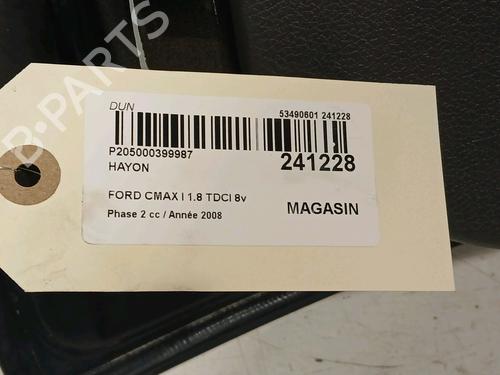 DUN
53490601 241228
P205000399987
241228
HAYON
FORD CMAX I 1.8 TDCI 8v
MAGASIN
Phase 2 cc / Année 2008
B-PARTS